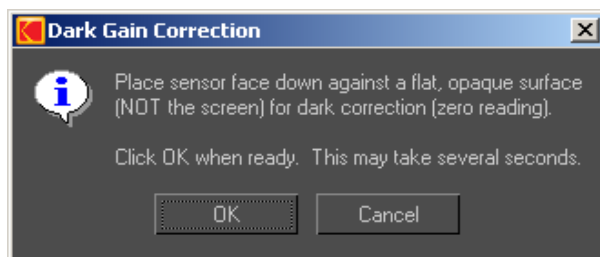 Dark Gain Correction
Place sensor face down against a flat, opaque surface
(NOT the screen) for dark correction (zero reading).
Click OK when ready.  This may take several seconds.
OK
Cancel